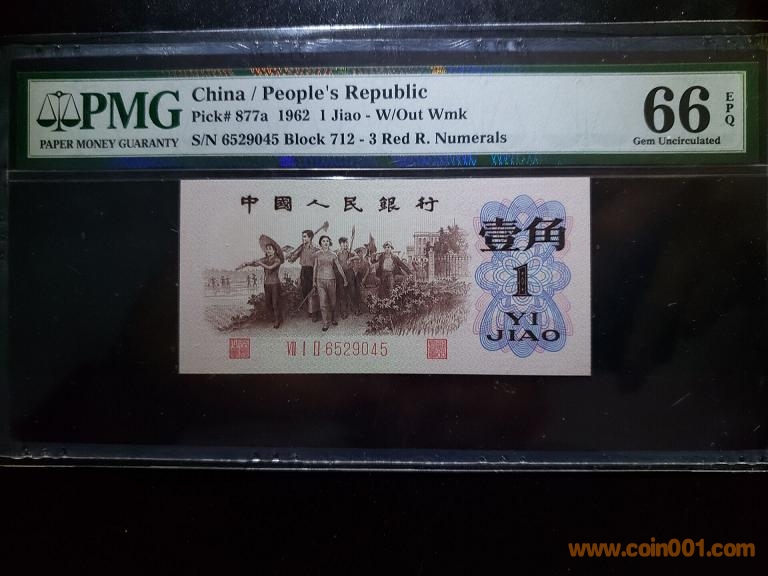 PMG
PAPER MONEY GUARANTY
China / People's Republic
Pick# 877a 1962 1 Jiao - W/Out Wmk
S/N 6529045 Block 712 - 3 Red R. Numerals
66 EPQ
Gem Uncirculated
中國人民銀行
壹角
1
YI
JIAO
VII I II 6529045
www.coin001.com